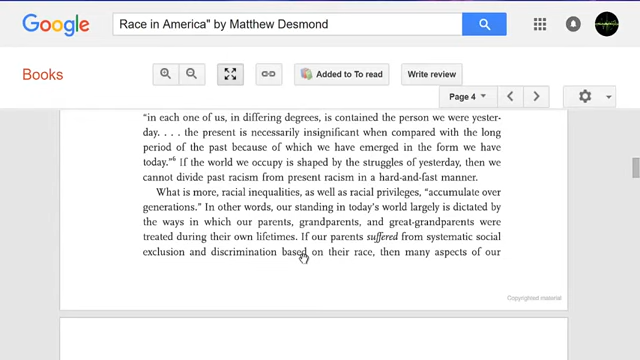 Google
Race in America" by Matthew Desmond
Books
Added to To read
Write review
Page 4
"in each one of us, in differing degrees, is contained the person we were yester-
day. . . . the present is necessarily insignificant when compared with the long
period of the past because of which we have emerged in the form we have
today."6 If the world we occupy is shaped by the struggles of yesterday, then we
cannot divide past racism from present racism in a hard-and-fast manner.
What is more, racial inequalities, as well as racial privileges, "accumulate over
generations." In other words, our standing in today's world largely is dictated by
the ways in which our parents, grandparents, and great-grandparents were
treated during their own lifetimes. If our parents suffered from systematic social
exclusion and discrimination based on their race, then many aspects of our
Copyrighted material